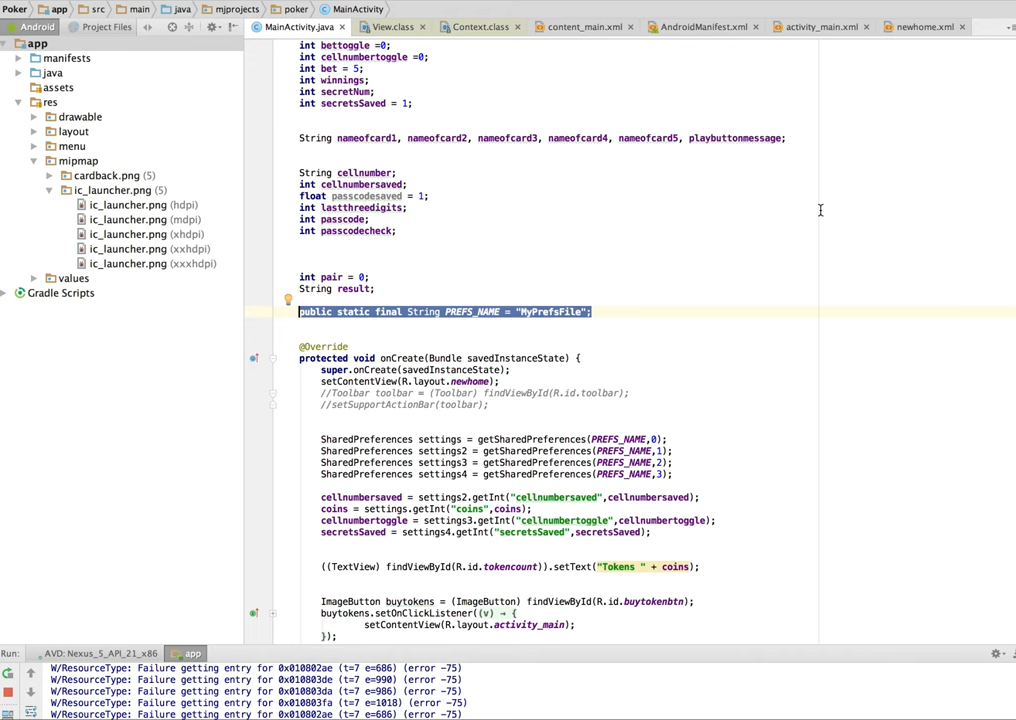 Poker app src main java mjprojects poker MainActivity
Android Project Files MainActivity.java View.class Context.class content_main.xml AndroidManifest.xml activity_main.xml newhome.xml
app
manifests
java
assets
res
drawable
layout
menu
mipmap
cardback.png (5)
ic_launcher.png (5)
ic_launcher.png (hdpi)
ic_launcher.png (mdpi)
ic_launcher.png (xhdpi)
ic_launcher.png (xxhdpi)
ic_launcher.png (xxxhdpi)
values
Gradle Scripts
int bettoggle =0;
int cellnumbertoggle =0;
int bet = 5;
int winnings;
int secretNum;
int secretsSaved = 1;
String nameofcard1, nameofcard2, nameofcard3, nameofcard4, nameofcard5, playbuttonmessage;
String cellnumber;
int cellnumbersaved;
float passcodesaved = 1;
int lastthreedigits;
int passcode;
int passcodecheck;
int pair = 0;
String result;
public static final String PREFS_NAME = "MyPrefsFile";
@Override
protected void onCreate(Bundle savedInstanceState) {
super.onCreate(savedInstanceState);
setContentView(R.layout.newhome);
//Toolbar toolbar = (Toolbar) findViewById(R.id.toolbar);
//setSupportActionBar(toolbar);
SharedPreferences settings = getSharedPreferences(PREFS_NAME,0);
SharedPreferences settings2 = getSharedPreferences(PREFS_NAME,1);
SharedPreferences settings3 = getSharedPreferences(PREFS_NAME,2);
SharedPreferences settings4 = getSharedPreferences(PREFS_NAME,3);
cellnumbersaved = settings2.getInt("cellnumbersaved",cellnumbersaved);
coins = settings.getInt("coins",coins);
cellnumbertoggle = settings3.getInt("cellnumbertoggle",cellnumbertoggle);
secretsSaved = settings4.getInt("secretsSaved",secretsSaved);
((TextView) findViewById(R.id.tokencount)).setText("Tokens " + coins);
ImageButton buytokens = (ImageButton) findViewById(R.id.buytokenbtn);
buytokens.setOnClickListener((v) → {
setContentView(R.layout.activity_main);
});
Run: AVD: Nexus_5_API_21_x86 app
W/ResourceType: Failure getting entry for 0x010802ae (t=7 e=686) (error -75)
W/ResourceType: Failure getting entry for 0x010803de (t=7 e=990) (error -75)
W/ResourceType: Failure getting entry for 0x010803da (t=7 e=986) (error -75)
W/ResourceType: Failure getting entry for 0x010803fa (t=7 e=1018) (error -75)
W/ResourceType: Failure getting entry for 0x010802ae (t=7 e=686) (error -75)